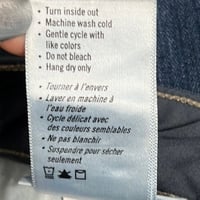 • Turn inside out
• Machine wash cold
• Gentle cycle with
like colors
• Do not bleach
• Hang dry only
• Tourner à l'envers
• Laver en machine à
l'eau froide
• Cycle délicat avec
des couleurs semblables
• Ne pas blanchir
• Suspendre pour sécher
seulement